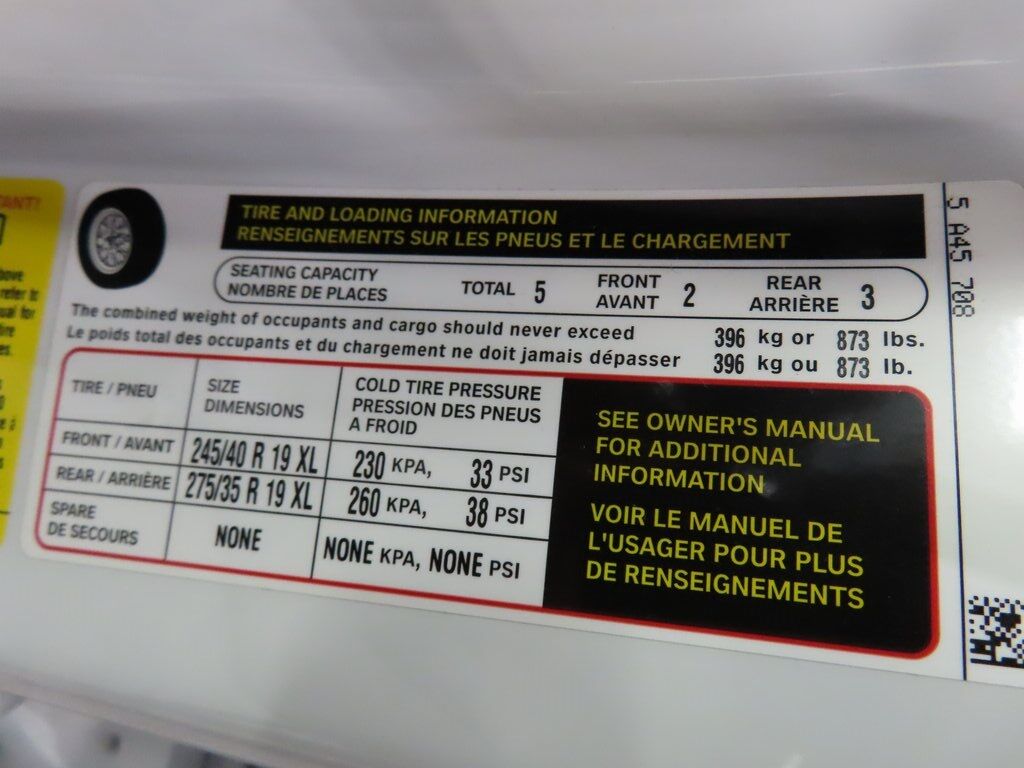 TIRE AND LOADING INFORMATION
RENSEIGNEMENTS SUR LES PNEUS ET LE CHARGEMENT
SEATING CAPACITY
NOMBRE DE PLACES
TOTAL 5
FRONT
AVANT 2
REAR
ARRIÈRE 3
The combined weight of occupants and cargo should never exceed 396 kg or 873 lbs.
Le poids total des occupants et du chargement ne doit jamais dépasser 396 kg ou 873 lb.
TIRE / PNEU
SIZE
DIMENSIONS
COLD TIRE PRESSURE
PRESSION DES PNEUS
A FROID
FRONT / AVANT 245/40 R 19 XL 230 KPA, 33 PSI
REAR / ARRIÈRE 275/35 R 19 XL 260 KPA, 38 PSI
SPARE
DE SECOURS
NONE NONE KPA, NONE PSI
SEE OWNER'S MANUAL
FOR ADDITIONAL
INFORMATION
VOIR LE MANUEL DE
L'USAGER POUR PLUS
DE RENSEIGNEMENTS
5 A45 708